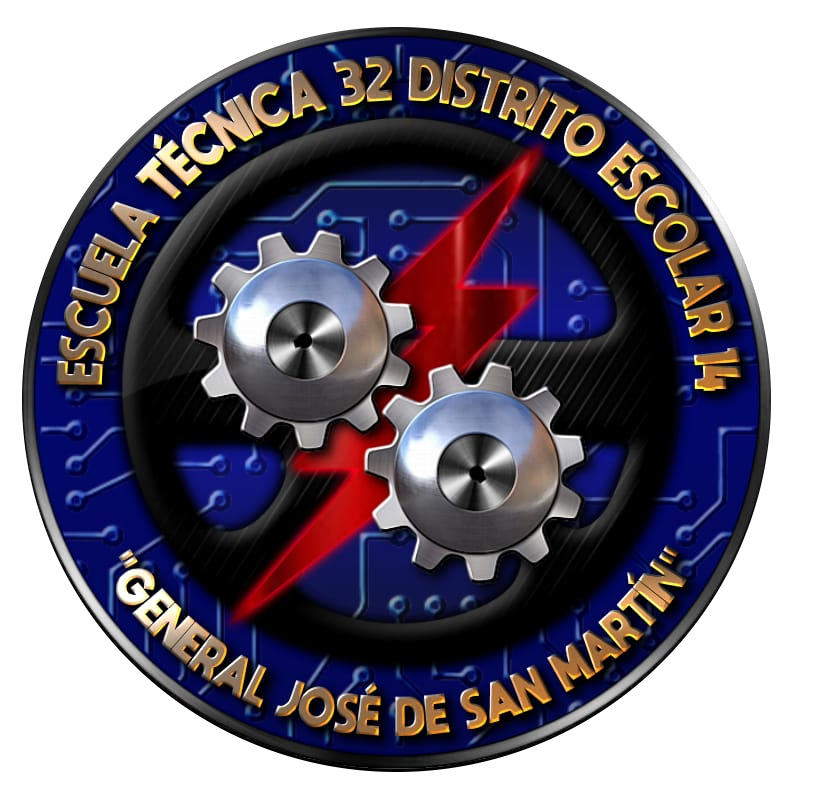 ESCUELA TÉCNICA 32 DISTRITO ESCOLAR 14
"GENERAL JOSÉ DE SAN MARTÍN"